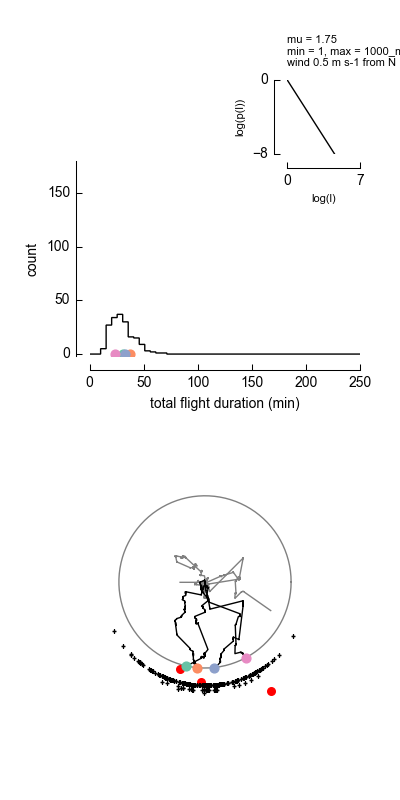 mu = 1.75
min = 1, max = 1000_m
wind 0.5 m s-1 from N
0
log(p(l))
−8
0
7
log(l)
150
100
count
50
0
0
50
100
150
200
250
total flight duration (min)